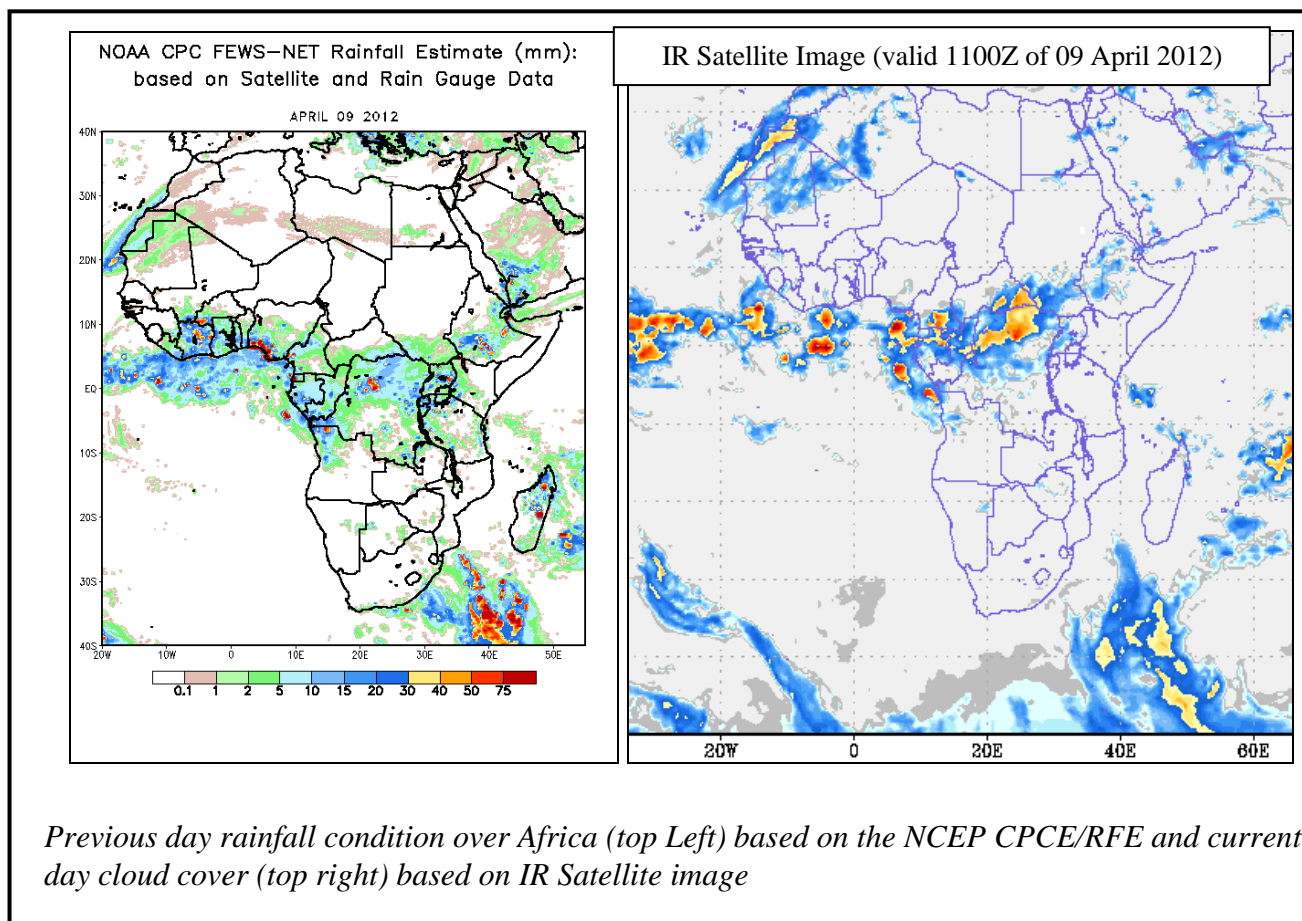 NOAA CPC FEWS-NET Rainfall Estimate (mm):
based on Satellite and Rain Gauge Data
APRIL 09 2012
40N
30N
20N
10N
EQ
10S
20S
30S
40S
20W 10W 0 10E 20E 30E 40E 50E
0.1 1 2 5 10 15 20 30 40 50 75
IR Satellite Image (valid 1100Z of 09 April 2012)
20W 0 20E 40E 60E
Previous day rainfall condition over Africa (top Left) based on the NCEP CPCE/RFE and current
day cloud cover (top right) based on IR Satellite image